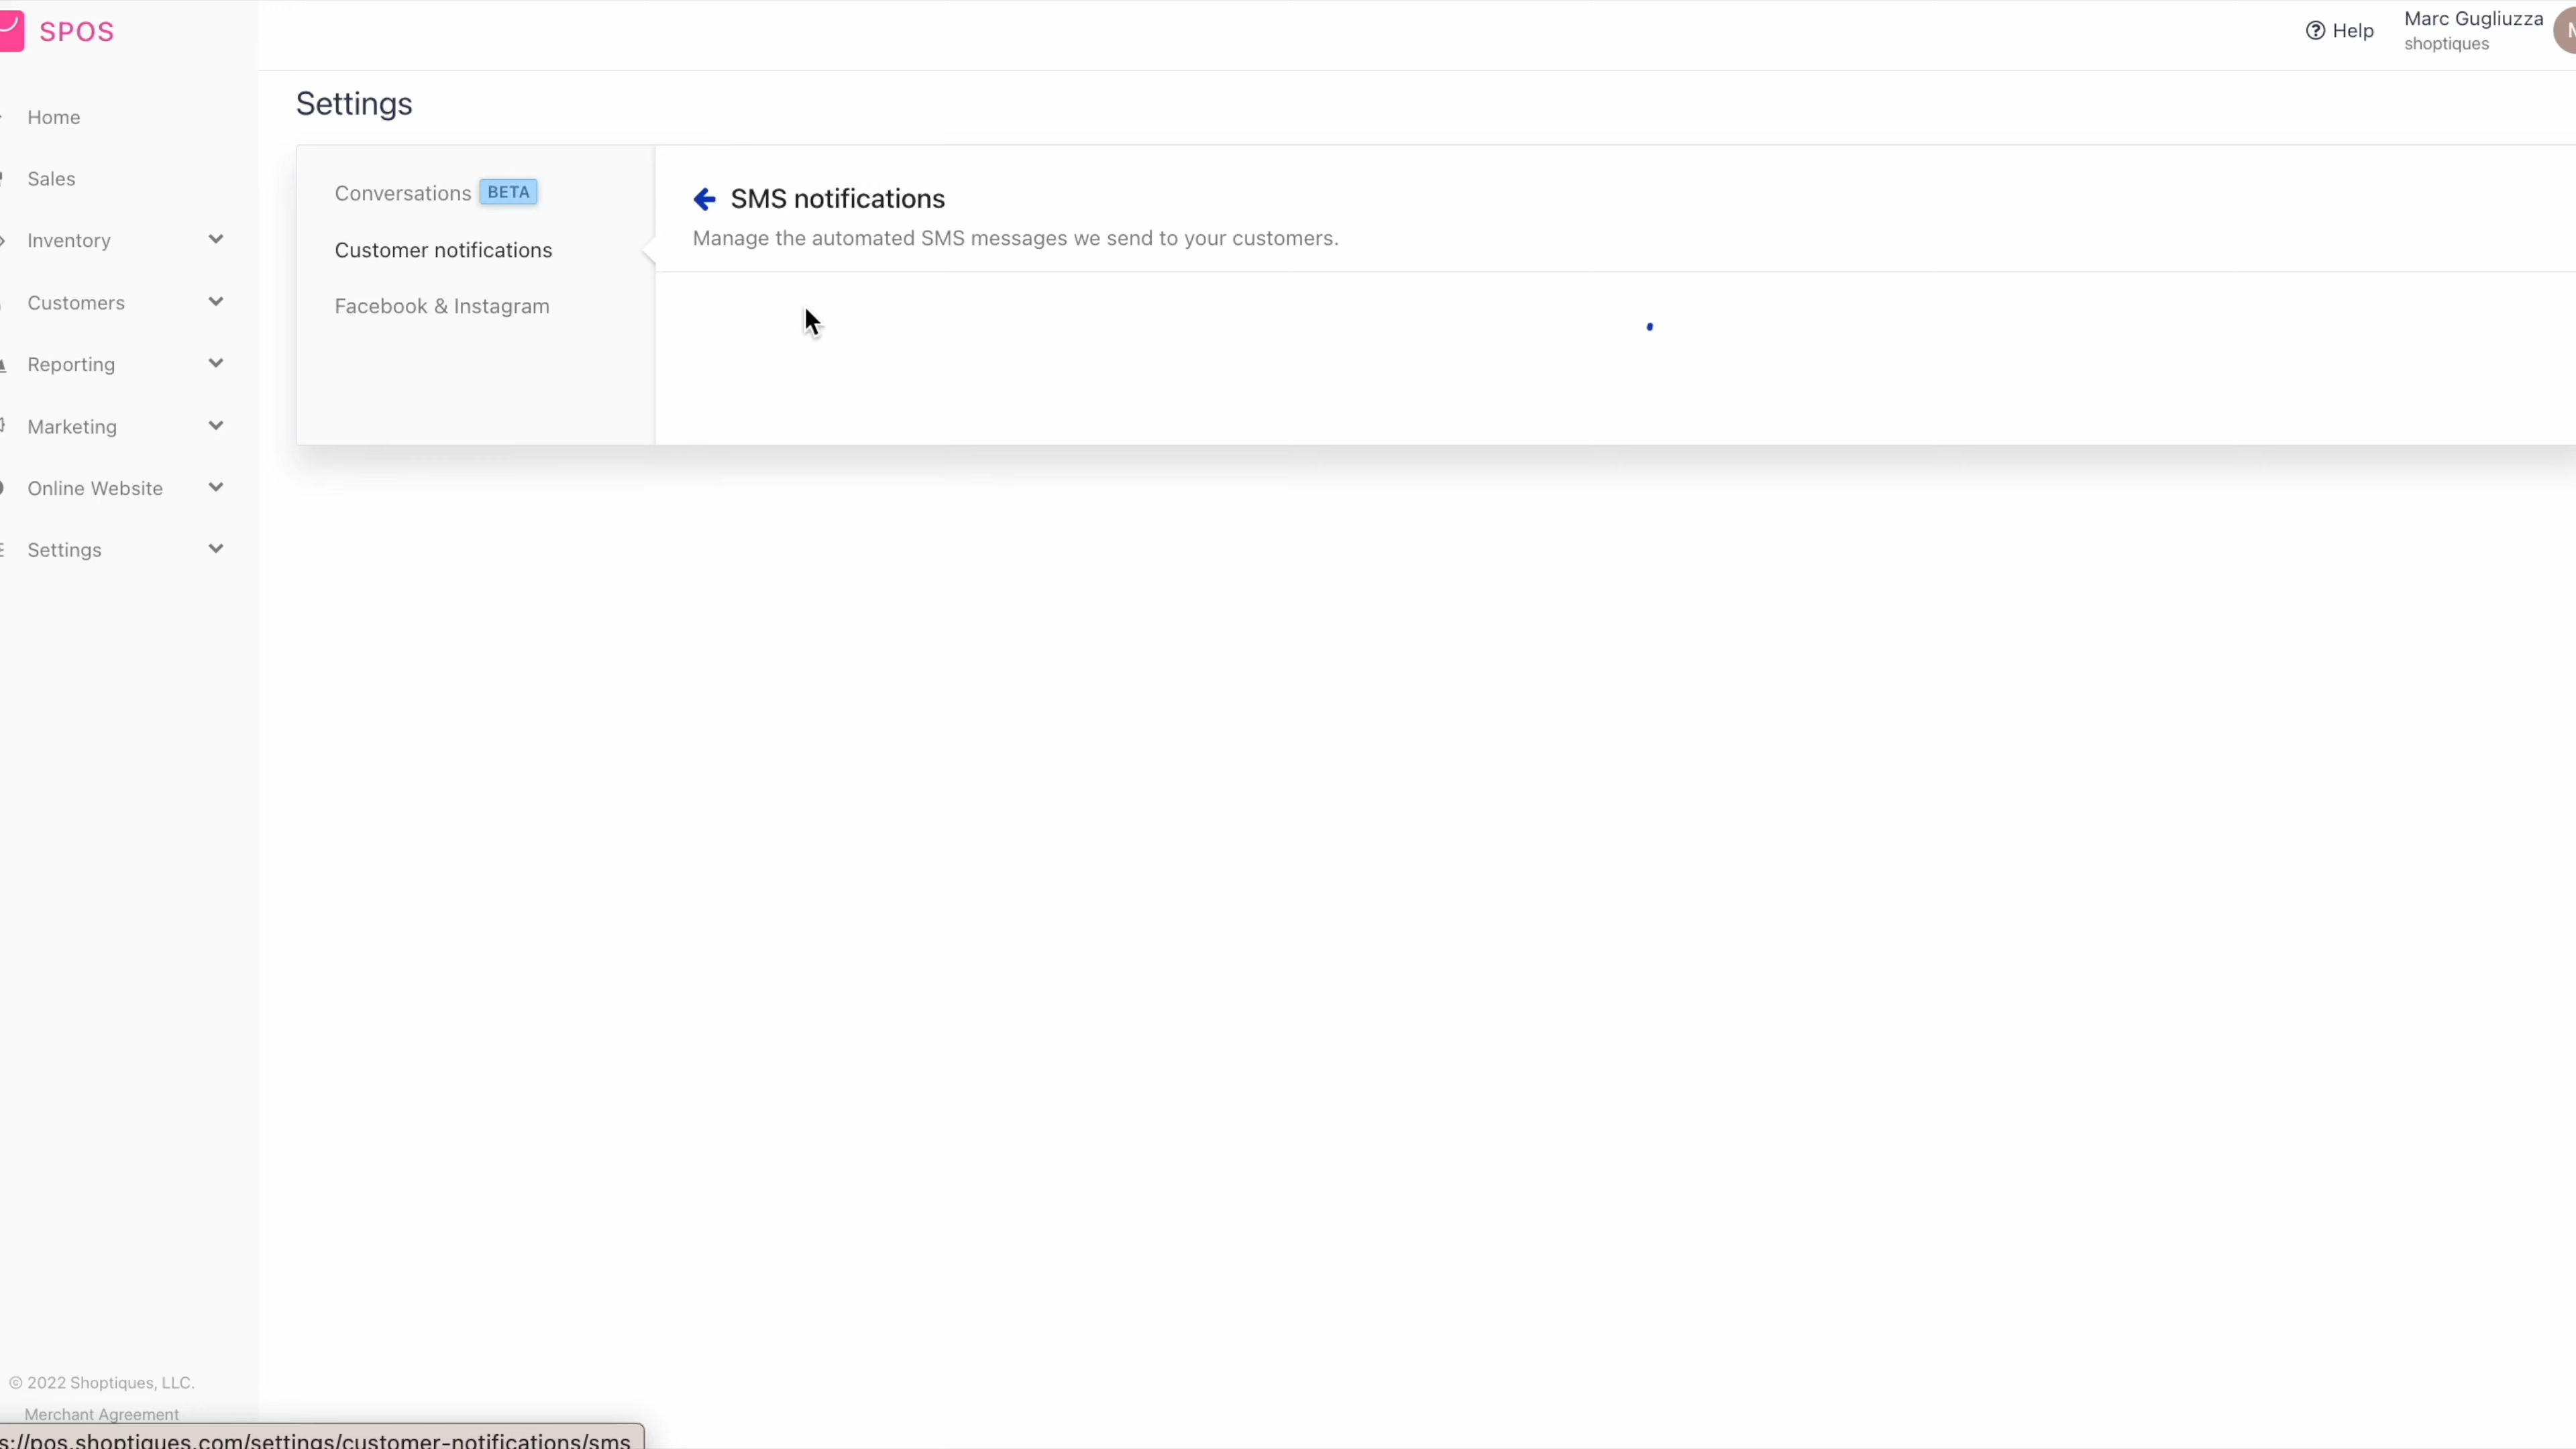 SPOS
Help
Marc Gugliuzza
shoptiques
Home
Sales
Inventory
Customers
Reporting
Marketing
Online Website
Settings
Settings
Conversations BETA
Customer notifications
Facebook & Instagram
SMS notifications
Manage the automated SMS messages we send to your customers.
© 2022 Shoptiques, LLC.
Merchant Agreement
s://pos.shoptiques.com/settings/customer-notifications/sms